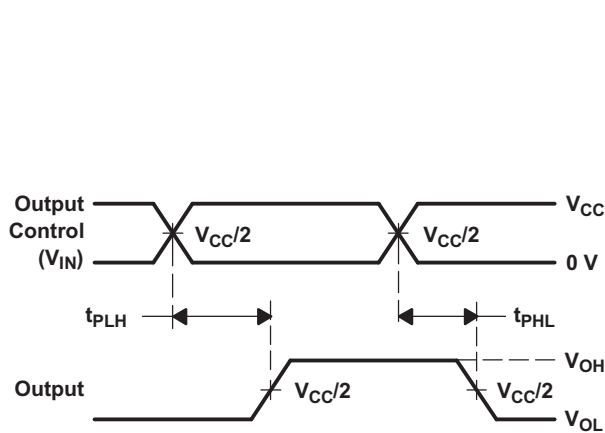 Output
Control
(VIN)
VCC/2
VCC/2
VCC
0 V
tPLH
tPHL
Output
VCC/2
VCC/2
VOH
VOL